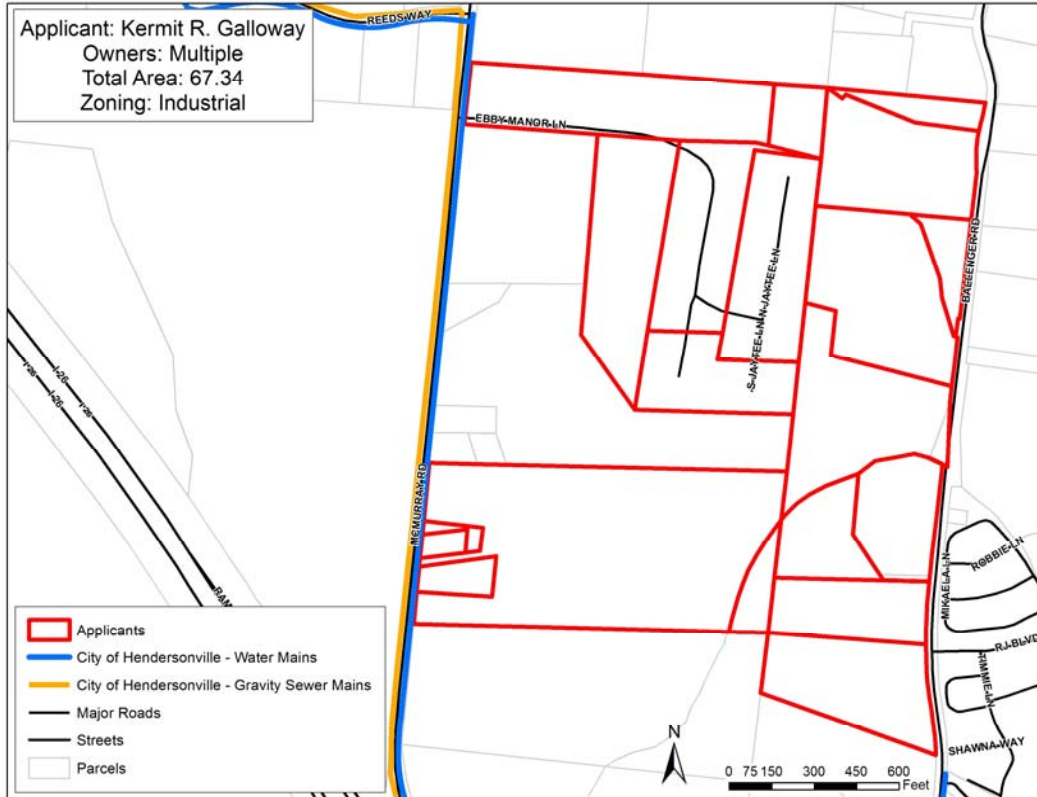 Applicant: Kermit R. Galloway
Owners: Multiple
Total Area: 67.34
Zoning: Industrial
REEDS WAY
EBBY MANOR LN
BALLENGER RD
N JAYTEE LN
S JAYTEE LN
I-26
I-26
I-26
I-26
MCMURRAY RD
ROBBIE LN
MIKAELA LN
RJ BLVD
TIMMIE LN
SHAWNA WAY
Applicants
City of Hendersonville - Water Mains
City of Hendersonville - Gravity Sewer Mains
Major Roads
Streets
Parcels
N
0 75 150 300 450 600
Feet